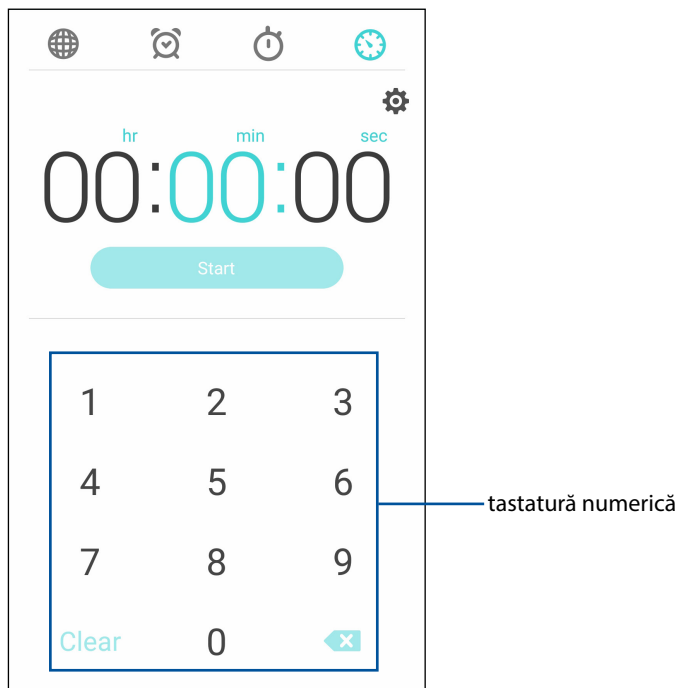 hr min sec
00:00:00
Start
1 2 3
4 5 6
tastatură numerică
7 8 9
Clear 0